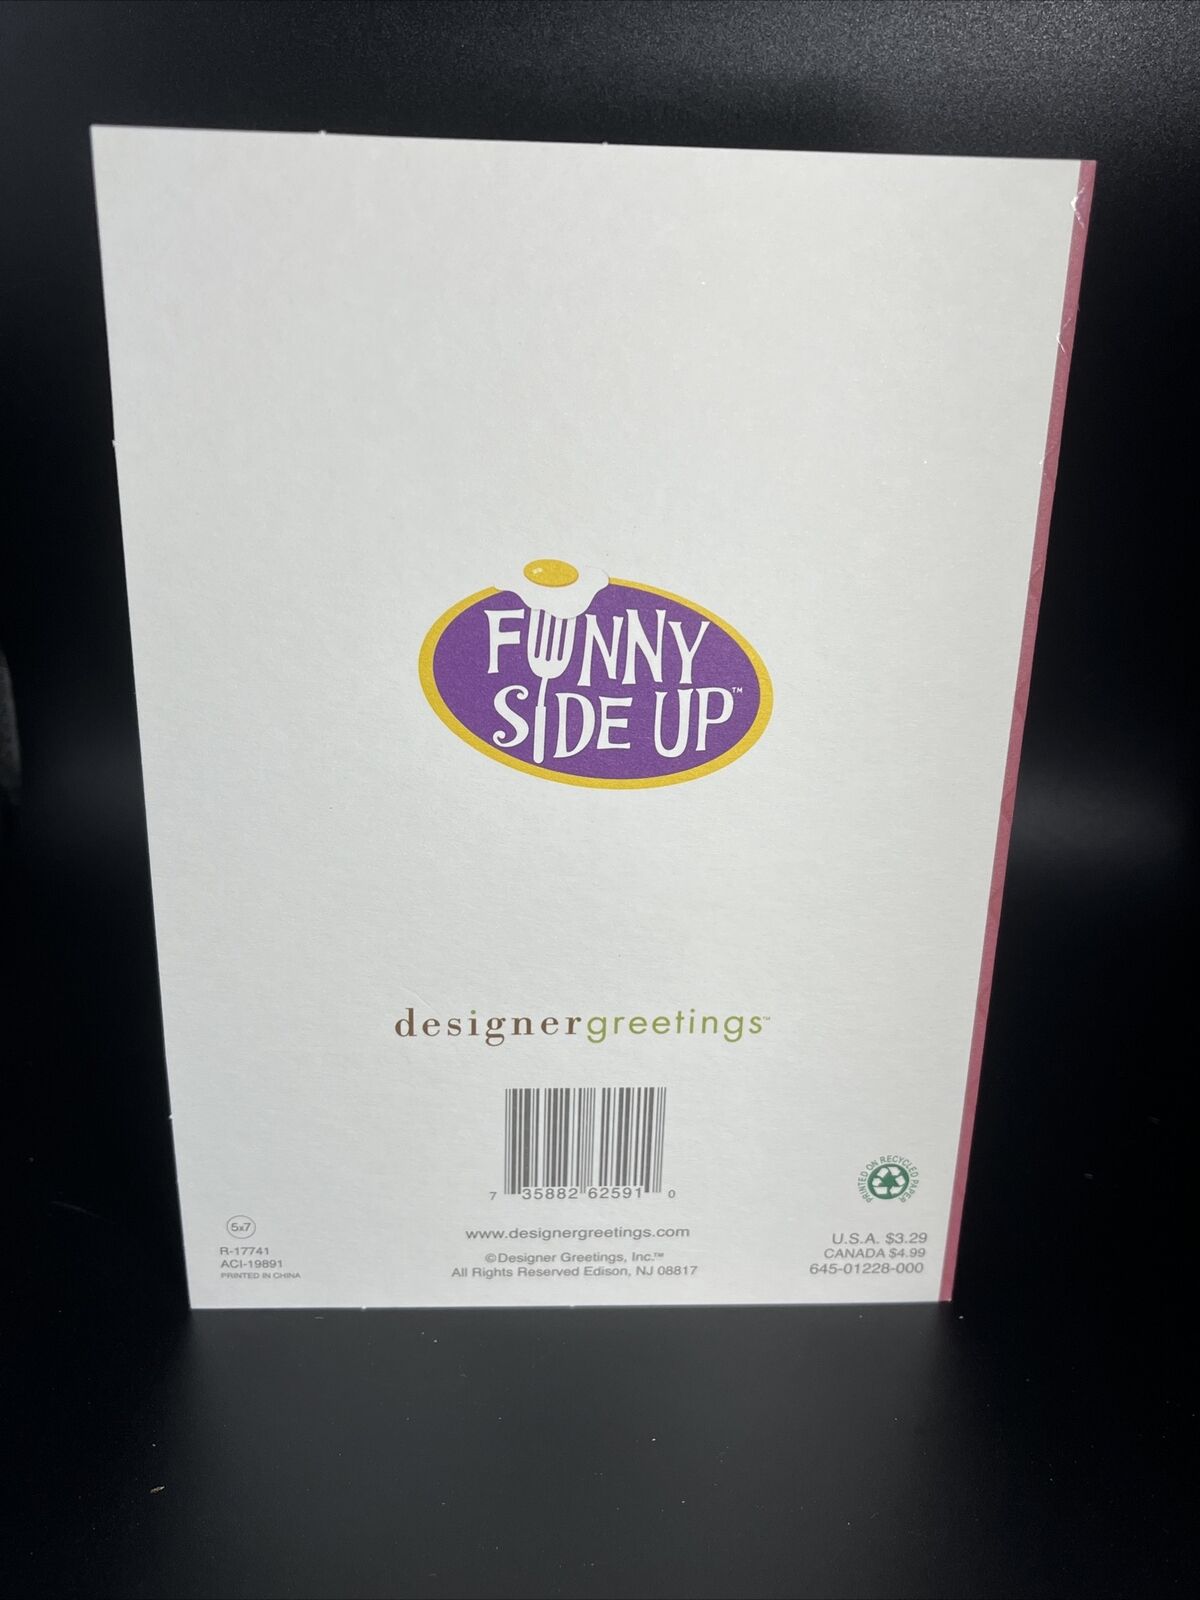 FUNNY
SIDE UP™
designergreetings™
7 35882 62591 0
PRINTED ON RECYCLED PAPER
5x7
R-17741
ACI-19891
PRINTED IN CHINA
www.designergreetings.com
©Designer Greetings, Inc.™
All Rights Reserved Edison, NJ 08817
U.S.A. $3.29
CANADA $4.99
645-01228-000